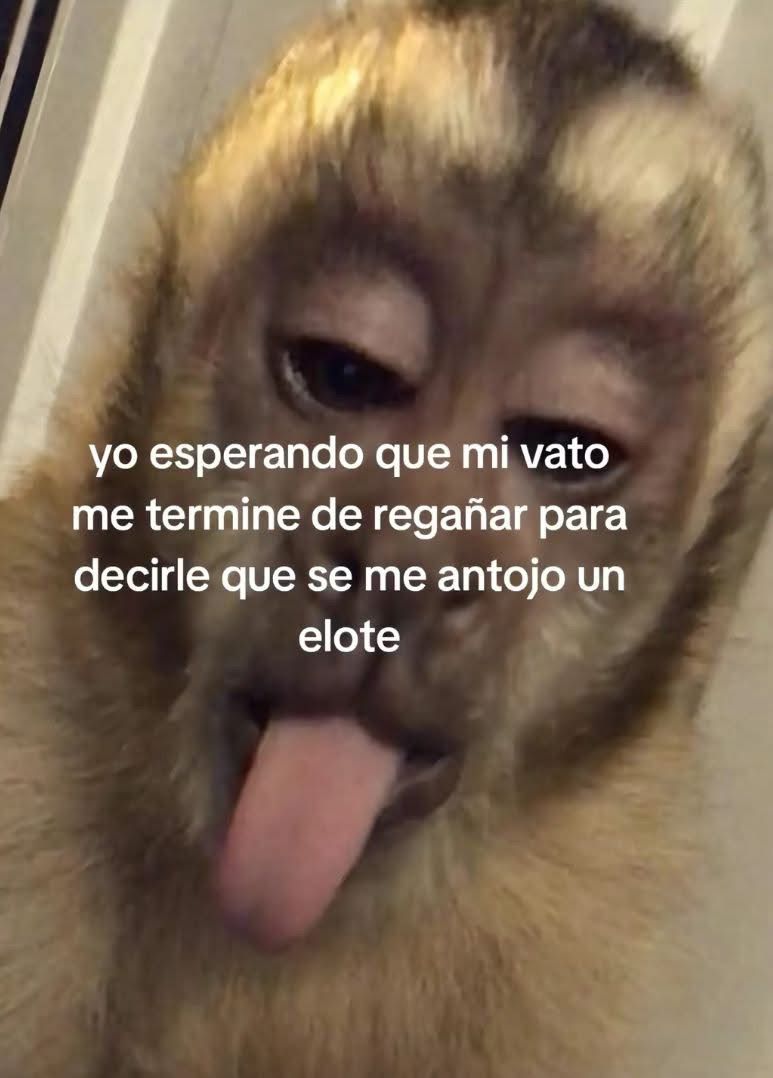 yo esperando que mi vato
me termine de regañar para
decirle que se me antojo un
elote